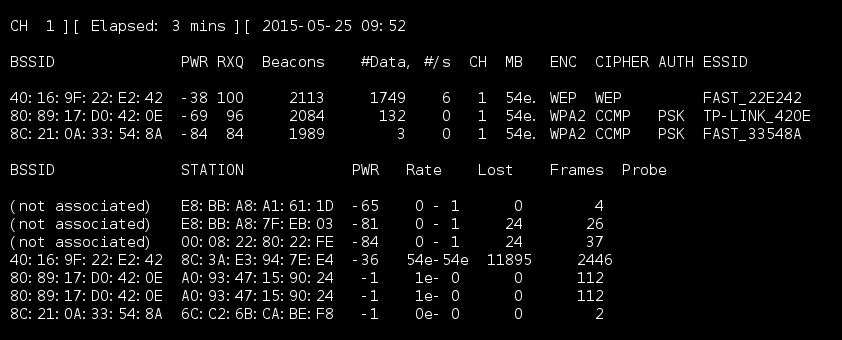 CH 1 ][ Elapsed: 3 mins ][ 2015-05-25 09:52
BSSID PWR RXQ Beacons #Data, #/s CH MB ENC CIPHER AUTH ESSID
40:16:9F:22:E2:42 -38 100 2113 1749 6 1 54e. WEP WEP FAST_22E242
80:89:17:D0:42:0E -69 96 2084 132 0 1 54e. WPA2 CCMP PSK TP-LINK_420E
8C:21:0A:33:54:8A -84 84 1989 3 0 1 54e. WPA2 CCMP PSK FAST_33548A
BSSID STATION PWR Rate Lost Frames Probe
(not associated) E8:BB:A8:A1:61:1D -65 0 - 1 0 4
(not associated) E8:BB:A8:7F:EB:03 -81 0 - 1 24 26
(not associated) 00:08:22:80:22:FE -84 0 - 1 24 37
40:16:9F:22:E2:42 8C:3A:E3:94:7E:E4 -36 54e-54e 11895 2446
80:89:17:D0:42:0E A0:93:47:15:90:24 -1 1e- 0 0 112
80:89:17:D0:42:0E A0:93:47:15:90:24 -1 1e- 0 0 112
8C:21:0A:33:54:8A 6C:C2:6B:CA:BE:F8 -1 0e- 0 0 2